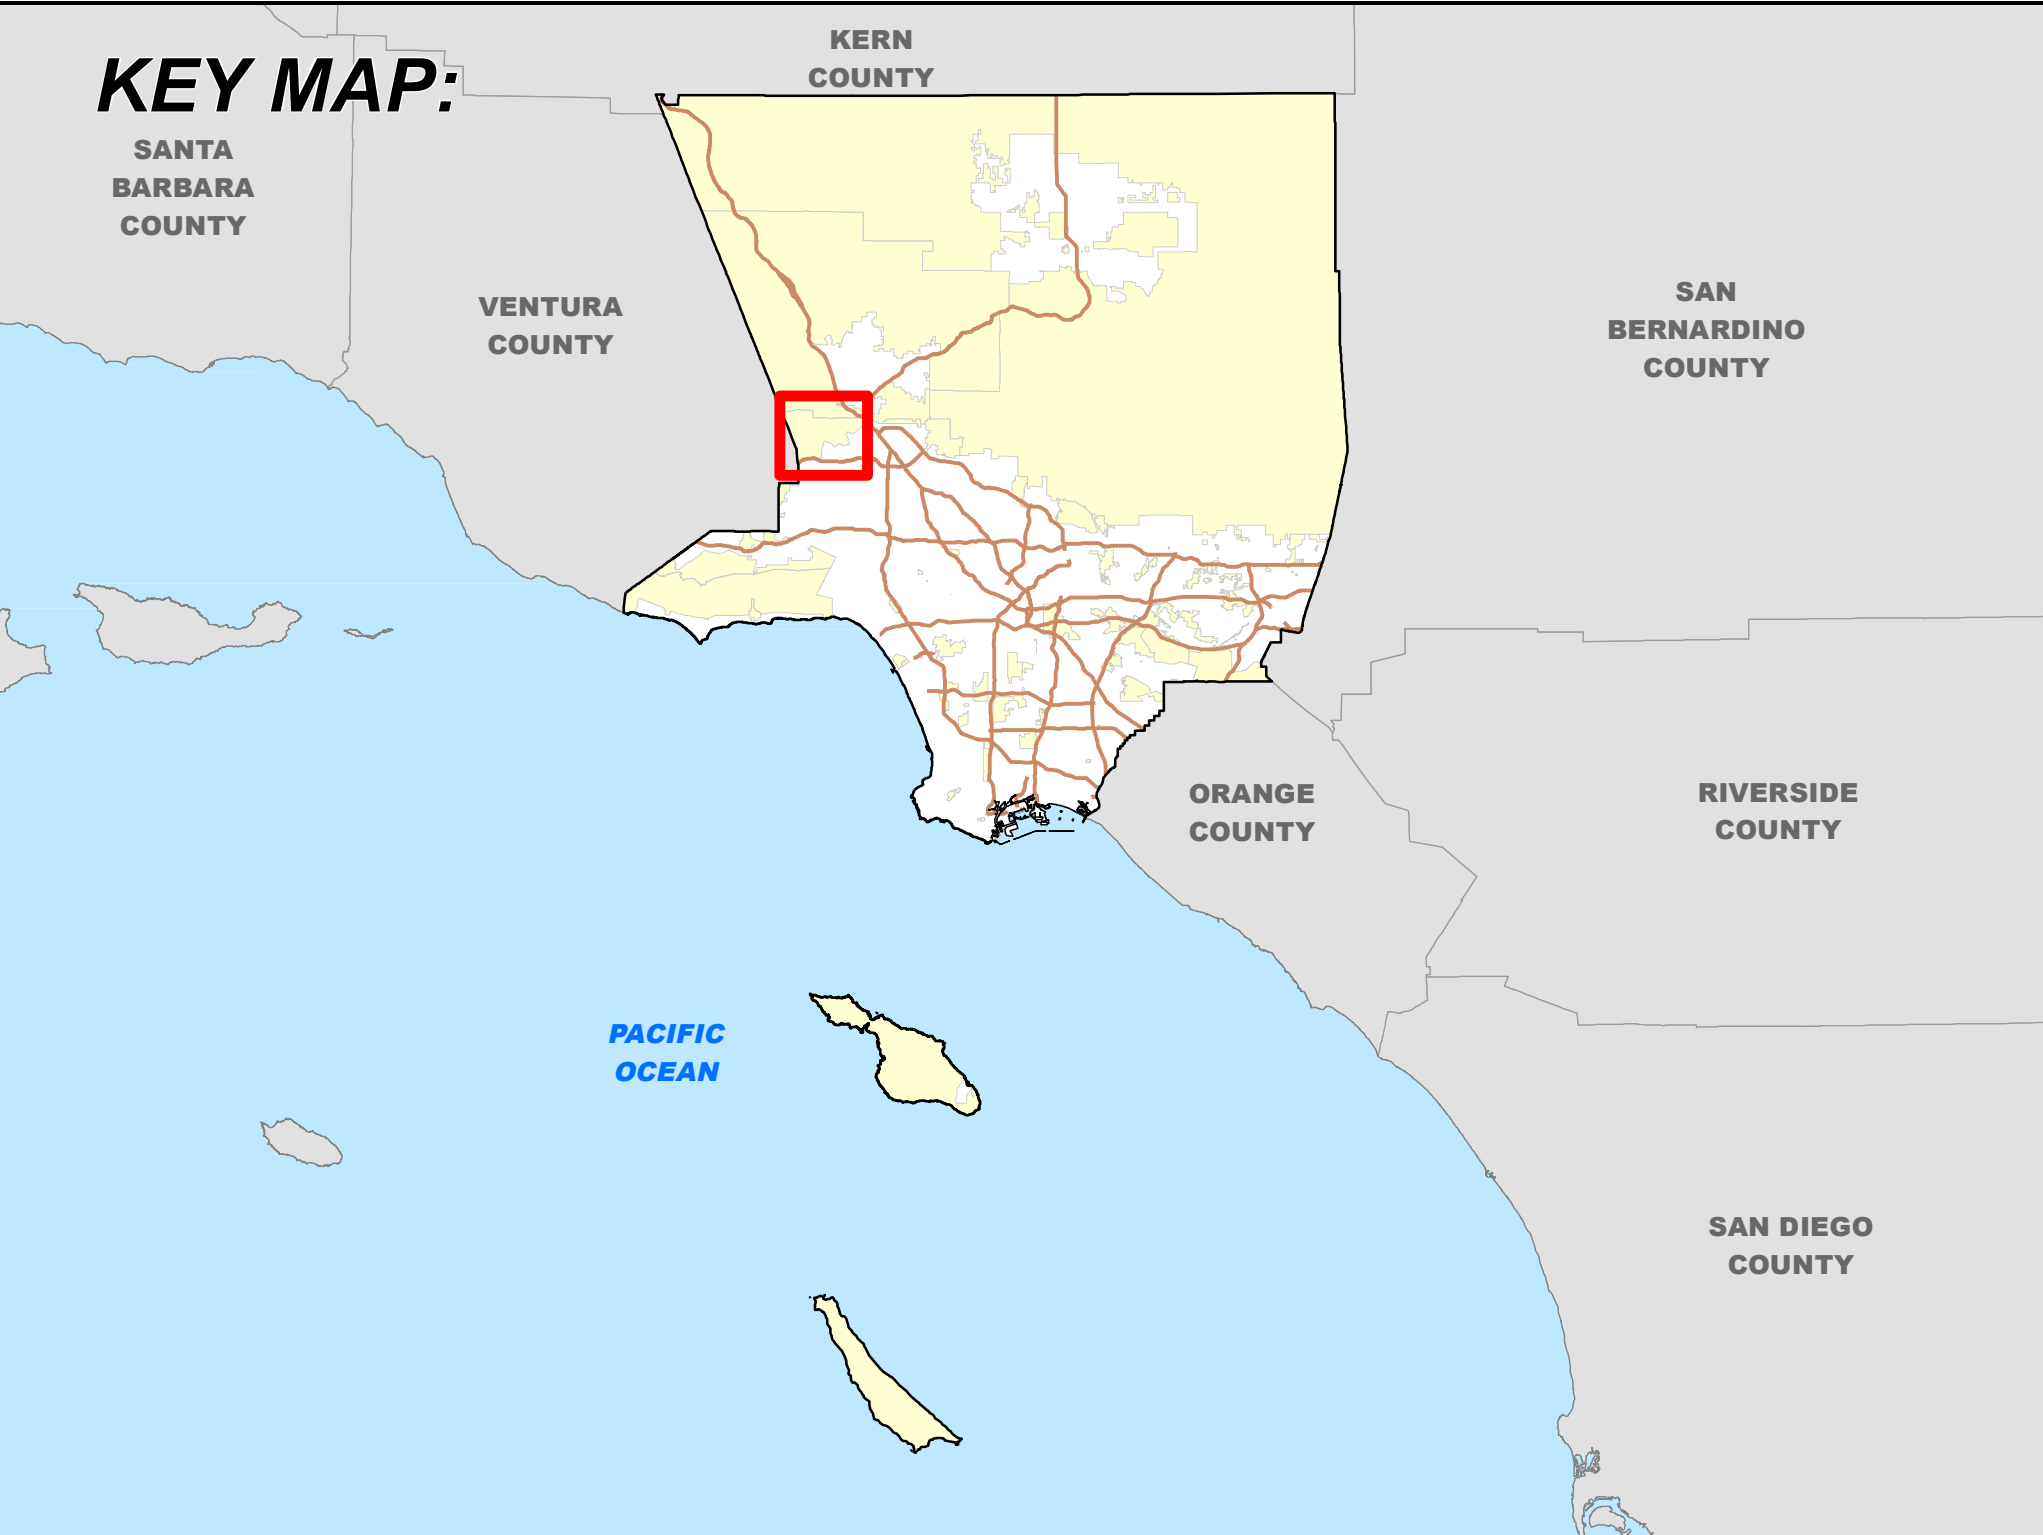 KEY MAP:
KERN
COUNTY
SANTA
BARBARA
COUNTY
VENTURA
COUNTY
SAN
BERNARDINO
COUNTY
ORANGE
COUNTY
RIVERSIDE
COUNTY
PACIFIC
OCEAN
SAN DIEGO
COUNTY